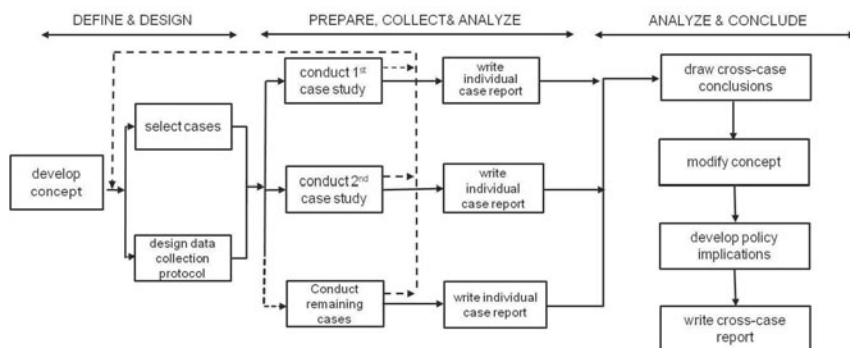 DEFINE & DESIGN
PREPARE, COLLECT& ANALYZE
ANALYZE & CONCLUDE
develop
concept
select cases
design data
collection
protocol
conduct 1st
case study
write
individual
case report
conduct 2nd
case study
write
individual
case report
Conduct
remaining
cases
write individual
case report
draw cross-case
conclusions
modify concept
develop policy
implications
write cross-case
report